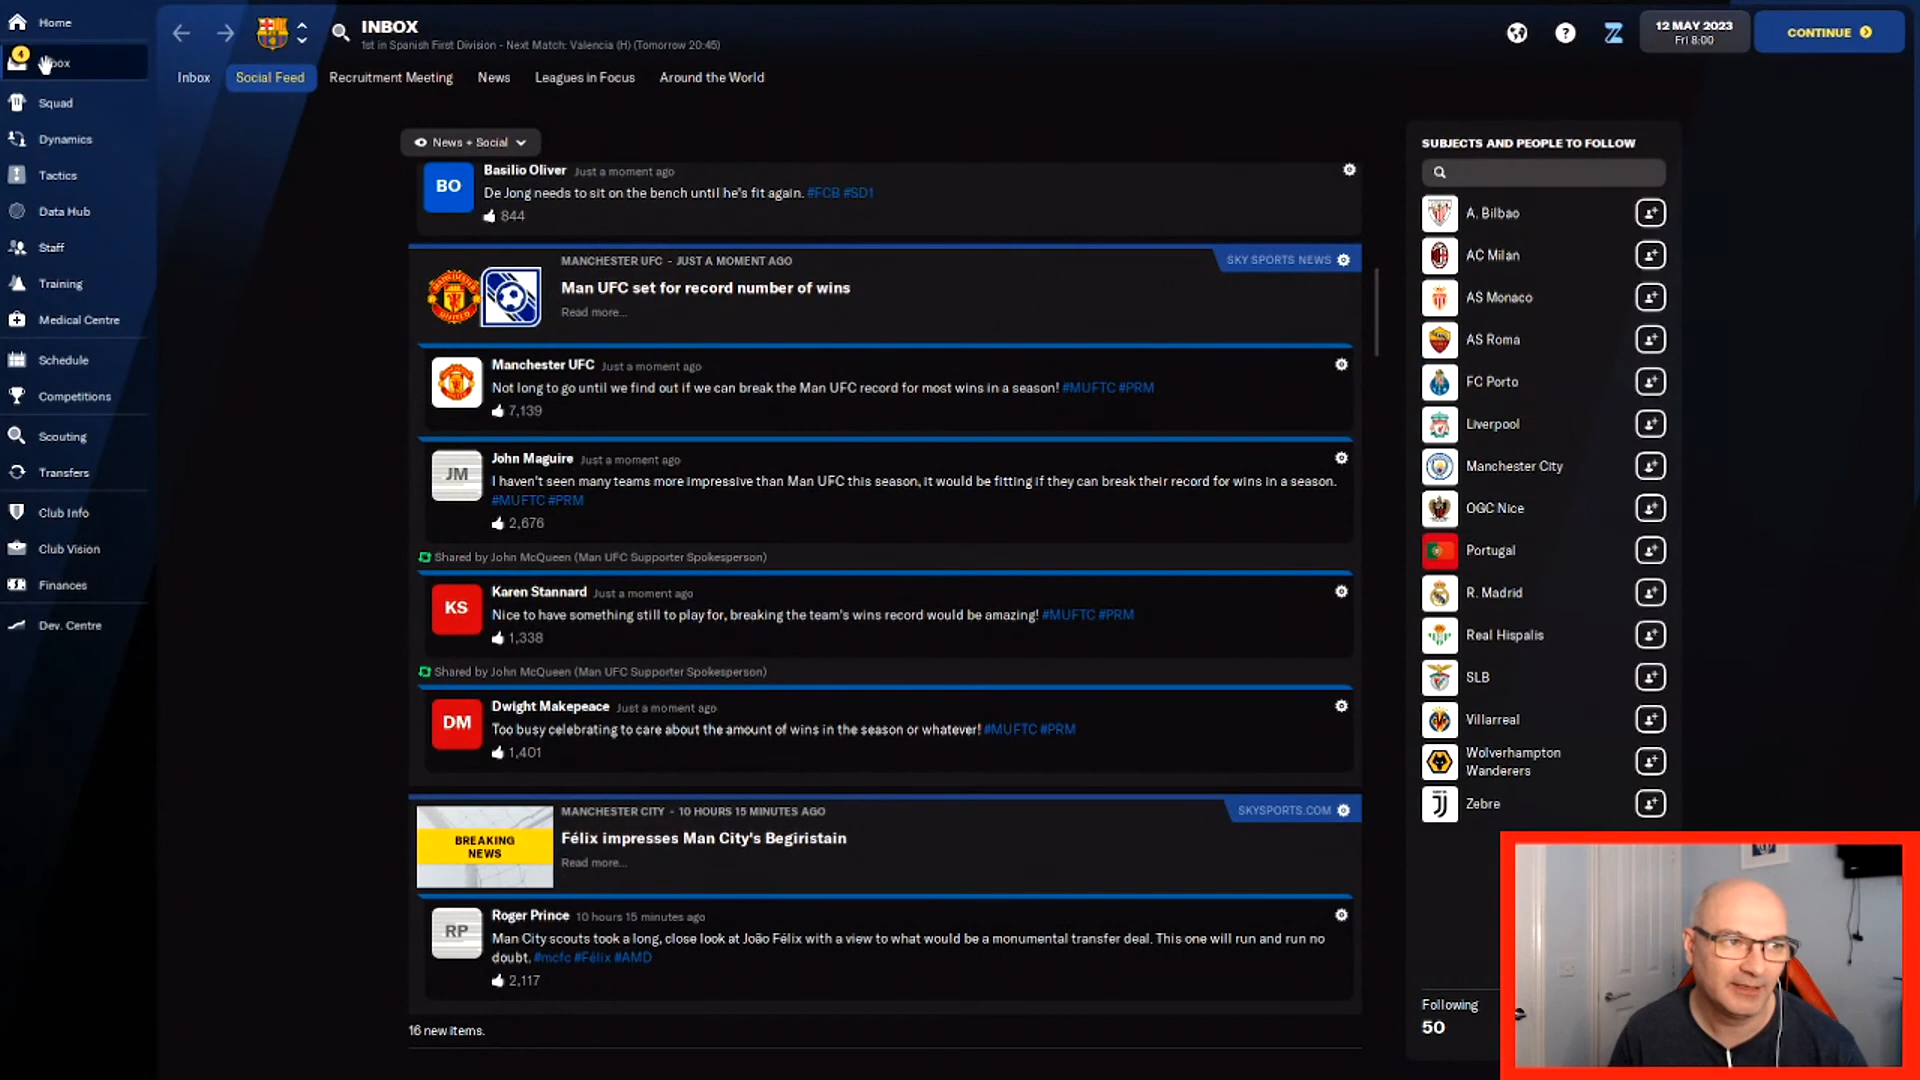 Home
4
Inbox
Squad
Dynamics
Tactics
Data Hub
Staff
Training
Medical Centre
Schedule
Competitions
Scouting
Transfers
Club Info
Club Vision
Finances
Dev. Centre
INBOX
1st in Spanish First Division - Next Match: Valencia (H) (Tomorrow 20:45)
?
12 MAY 2023
Fri 8:00
CONTINUE
Inbox Social Feed Recruitment Meeting News Leagues in Focus Around the World
News + Social
BO
Basilio Oliver Just a moment ago
De Jong needs to sit on the bench until he's fit again. #FCB #SD1
844
MANCHESTER UFC - JUST A MOMENT AGO
SKY SPORTS NEWS
Man UFC set for record number of wins
Read more...
Manchester UFC Just a moment ago
Not long to go until we find out if we can break the Man UFC record for most wins in a season! #MUFTC #PRM
7,139
JM
John Maguire Just a moment ago
I haven't seen many teams more impressive than Man UFC this season, it would be fitting if they can break their record for wins in a season.
#MUFTC #PRM
2,676
Shared by John McQueen (Man UFC Supporter Spokesperson)
KS
Karen Stannard Just a moment ago
Nice to have something still to play for, breaking the team's wins record would be amazing! #MUFTC #PRM
1,338
Shared by John McQueen (Man UFC Supporter Spokesperson)
DM
Dwight Makepeace Just a moment ago
Too busy celebrating to care about the amount of wins in the season or whatever! #MUFTC #PRM
1,401
BREAKING
NEWS
MANCHESTER CITY - 10 HOURS 15 MINUTES AGO
SKYSPORTS.COM
Félix impresses Man City's Begiristain
Read more...
RP
Roger Prince 10 hours 15 minutes ago
Man City scouts took a long, close look at João Félix with a view to what would be a monumental transfer deal. This one will run and run no
doubt. #mcfc #Félix #AMD
2,117
16 new items.
SUBJECTS AND PEOPLE TO FOLLOW
A. Bilbao
AC Milan
AS Monaco
AS Roma
FC Porto
Liverpool
Manchester City
OGC Nice
Portugal
R. Madrid
Real Hispalis
SLB
Villarreal
Wolverhampton
Wanderers
Zebre
Following
50